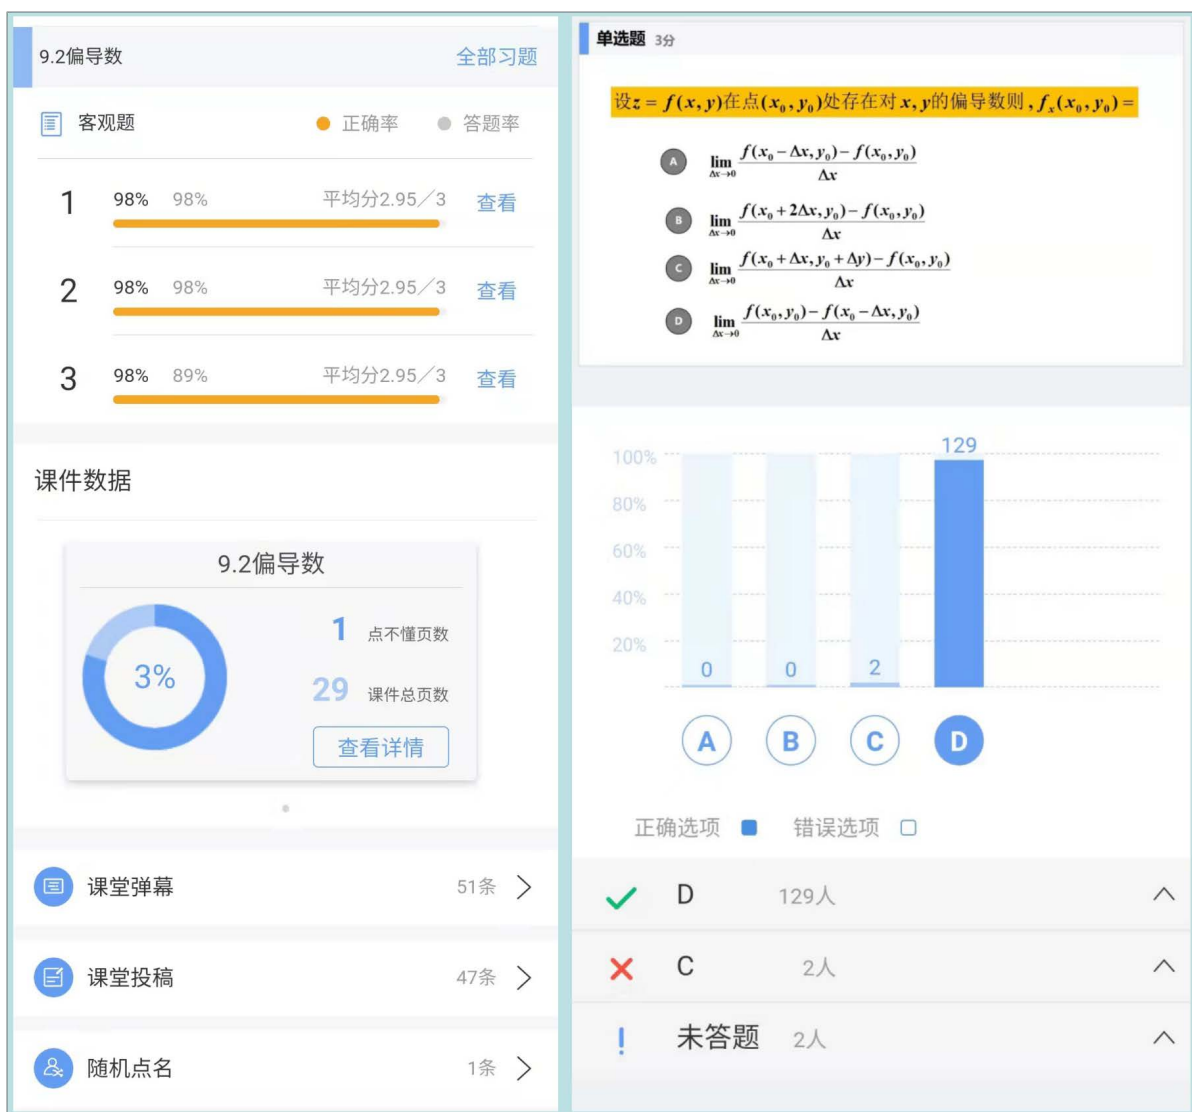 9.2偏导数 全部习题
客观题 正确率 答题率
1 98% 98% 平均分2.95/3 查看
2 98% 98% 平均分2.95/3 查看
3 98% 89% 平均分2.95/3 查看
课件数据
9.2偏导数
3%
1 点不懂页数
29 课件总页数
查看详情
课堂弹幕 51条
课堂投稿 47条
随机点名 1条
单选题 3分
设z = f(x, y)在点(x₀, y₀)处存在对x, y的偏导数则, fₓ(x₀, y₀) =
A lim Δx→0 f(x₀ − Δx, y₀) − f(x₀, y₀) / Δx
B lim Δx→0 f(x₀ + 2Δx, y₀) − f(x₀, y₀) / Δx
C lim Δx→0 f(x₀ + Δx, y₀ + Δy) − f(x₀, y₀) / Δx
D lim Δx→0 f(x₀, y₀) − f(x₀ − Δx, y₀) / Δx
129
100%
80%
60%
40%
20%
0 0 2
A B C D
正确选项 错误选项
D 129人
C 2人
未答题 2人